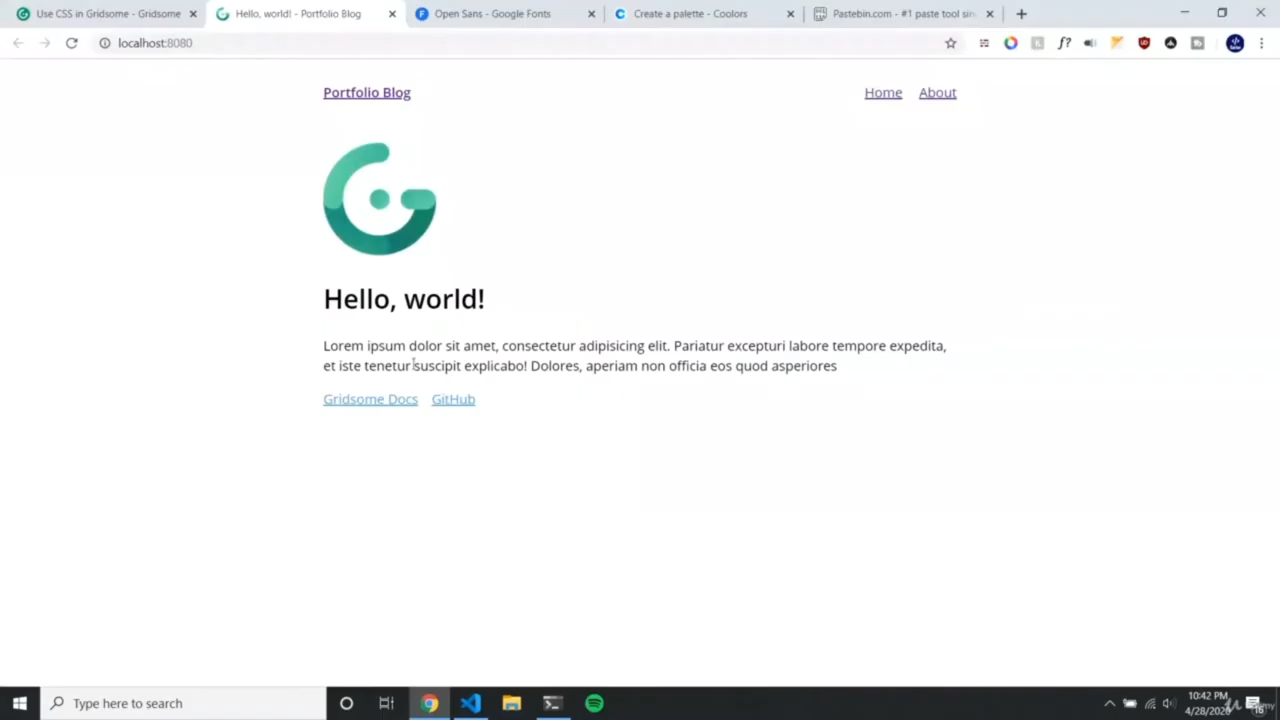 Use CSS in Gridsome - Gridsome
Hello, world! - Portfolio Blog
Open Sans - Google Fonts
Create a palette - Coolors
Pastebin.com - #1 paste tool sin
localhost:8080
f?
Portfolio Blog
Home
About
Hello, world!
Lorem ipsum dolor sit amet, consectetur adipisicing elit. Pariatur excepturi labore tempore expedita,
et iste tenetur suscipit explicabo! Dolores, aperiam non officia eos quod asperiores
Gridsome Docs
GitHub
Type here to search
10:42 PM
4/28/2020